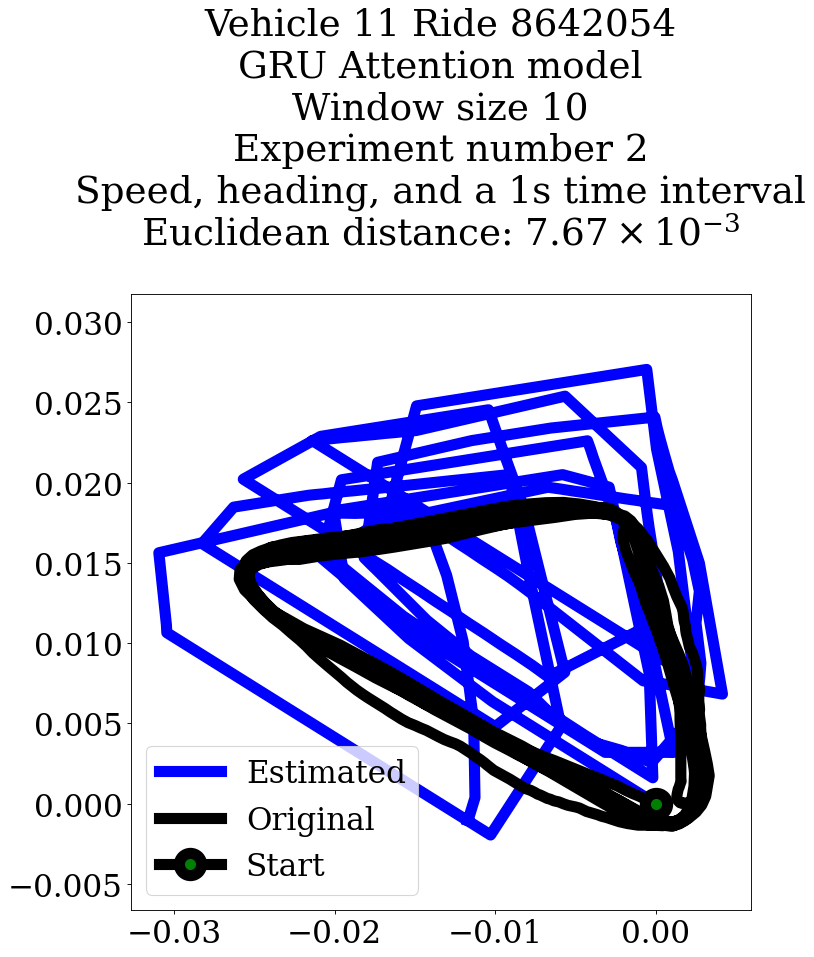 Vehicle 11 Ride 8642054
GRU Attention model
Window size 10
Experiment number 2
Speed, heading, and a 1s time interval
Euclidean distance: 7.67 × 10⁻³
0.030
0.025
0.020
0.015
0.010
0.005
0.000
−0.005
Estimated
Original
Start
−0.03 −0.02 −0.01 0.00